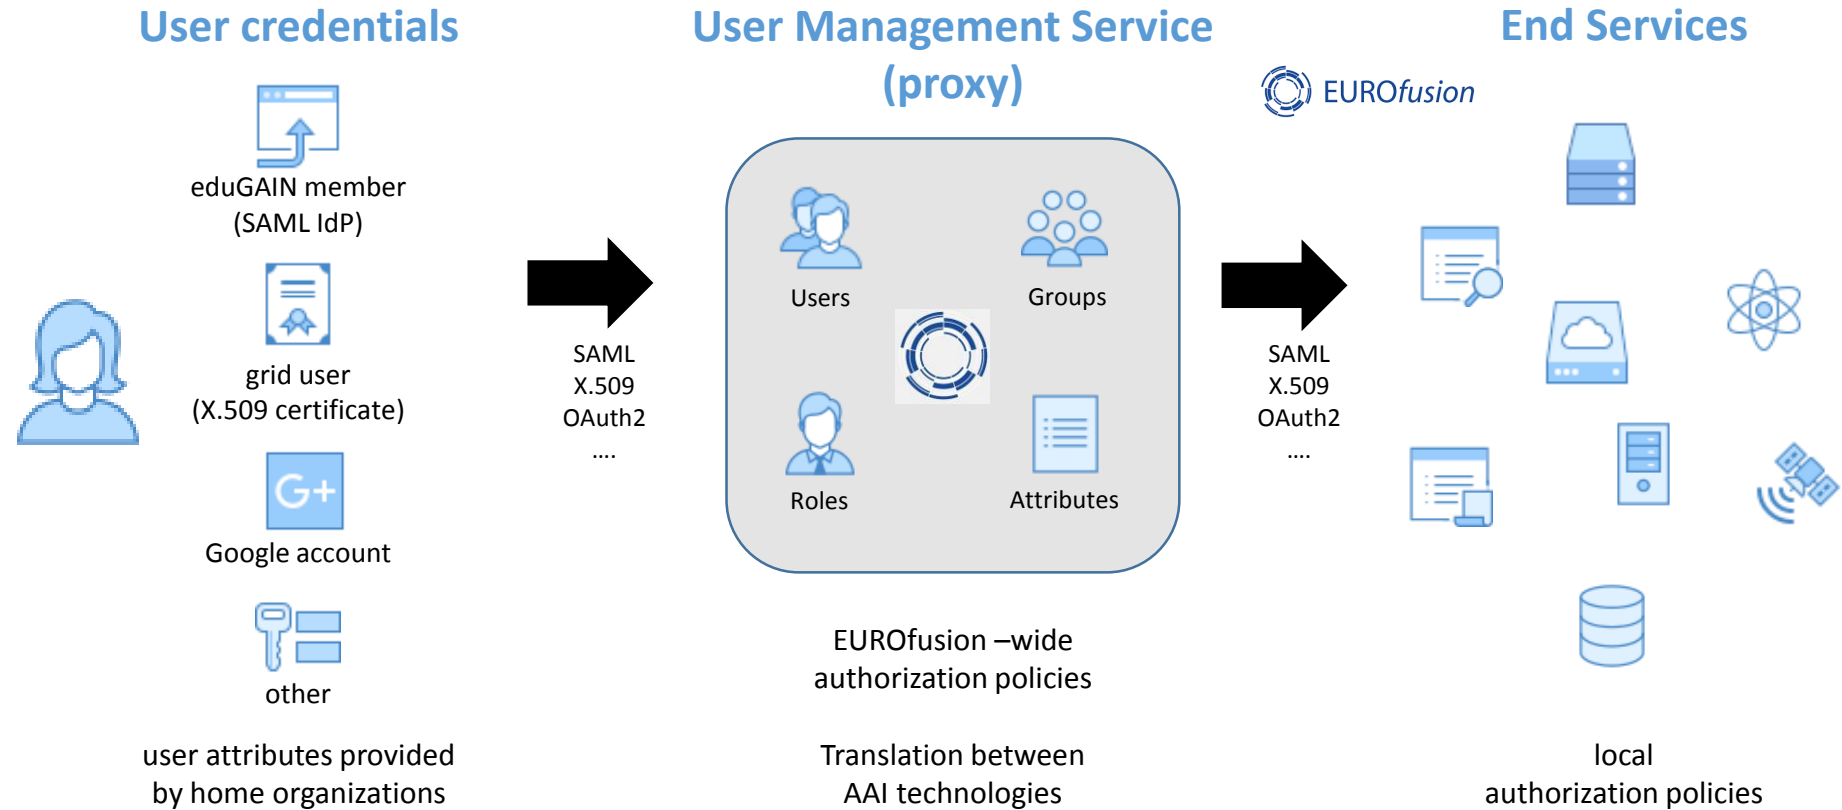 User credentials
User Management Service
(proxy)
End Services
EUROfusion
eduGAIN member
(SAML IdP)
grid user
(X.509 certificate)
G+
Google account
other
user attributes provided
by home organizations
SAML
X.509
OAuth2
....
Users
Groups
Roles
Attributes
EUROfusion –wide
authorization policies
Translation between
AAI technologies
SAML
X.509
OAuth2
....
local
authorization policies